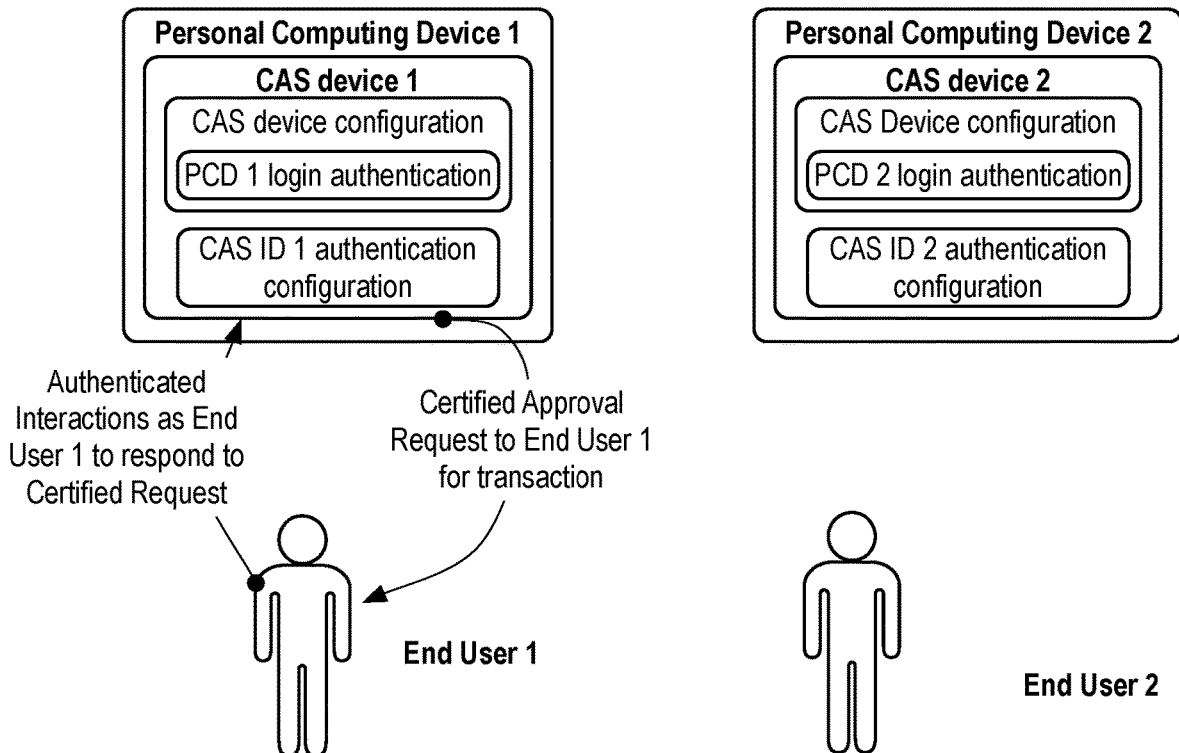 Personal Computing Device 1
CAS device 1
CAS device configuration
PCD 1 login authentication
CAS ID 1 authentication
configuration
Personal Computing Device 2
CAS device 2
CAS Device configuration
PCD 2 login authentication
CAS ID 2 authentication
configuration
Authenticated
Interactions as End
User 1 to respond to
Certified Request
Certified Approval
Request to End User 1
for transaction
End User 1
End User 2